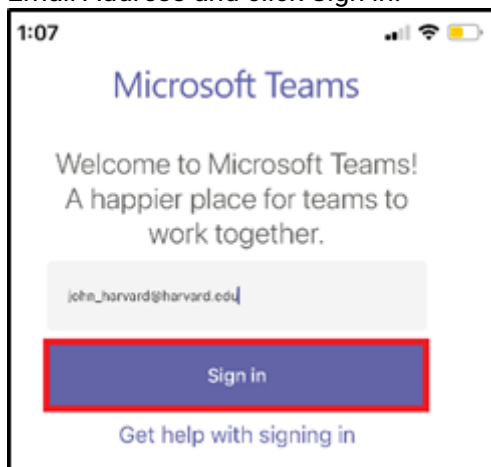 Email Address and click Sign in.
1:07
Microsoft Teams
Welcome to Microsoft Teams!
A happier place for teams to
work together.
john_harvard@harvard.edu
Sign in
Get help with signing in